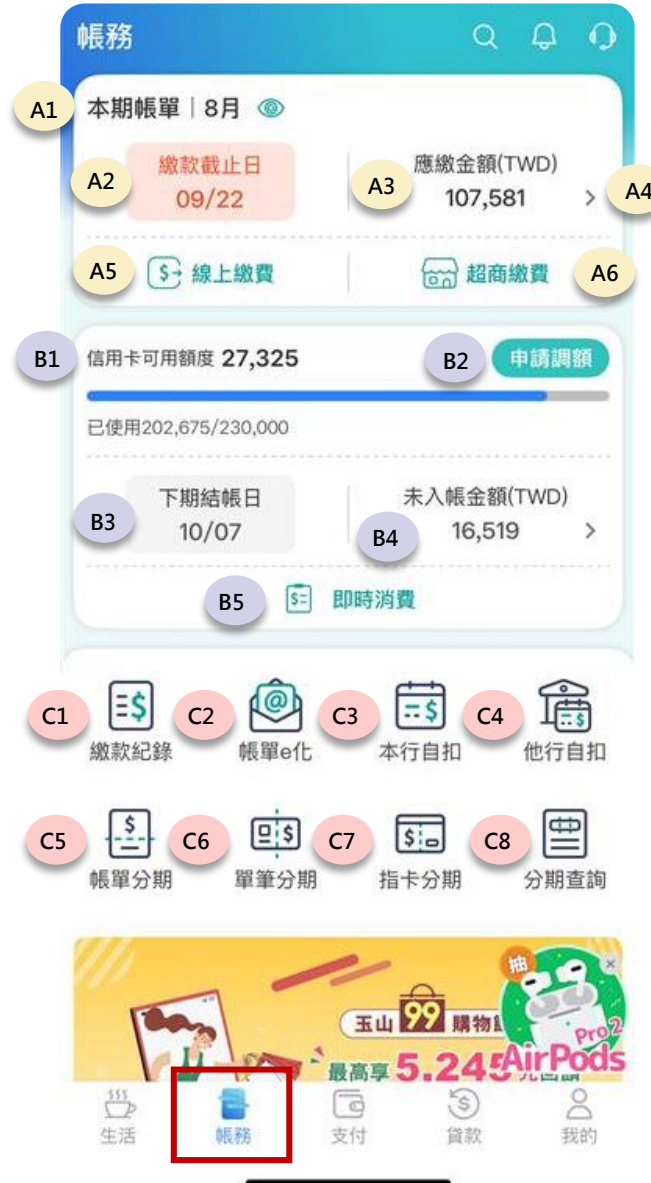 帳務
A1 本期帳單｜8月
A2 繳款截止日 A3 應繳金額(TWD)
09/22 107,581 > A4
A5 線上繳費 超商繳費 A6
B1 信用卡可用額度 27,325 B2 申請調額
已使用202,675/230,000
B3 下期結帳日 未入帳金額(TWD)
10/07 B4 16,519 >
B5 即時消費
C1 C2 C3 C4
繳款紀錄 帳單e化 本行自扣 他行自扣
C5 C6 C7 C8
帳單分期 單筆分期 指卡分期 分期查詢
抽
玉山 99 購物
Pro 2
AirPods
最高享 5,245
生活 帳務 支付 貸款 我的